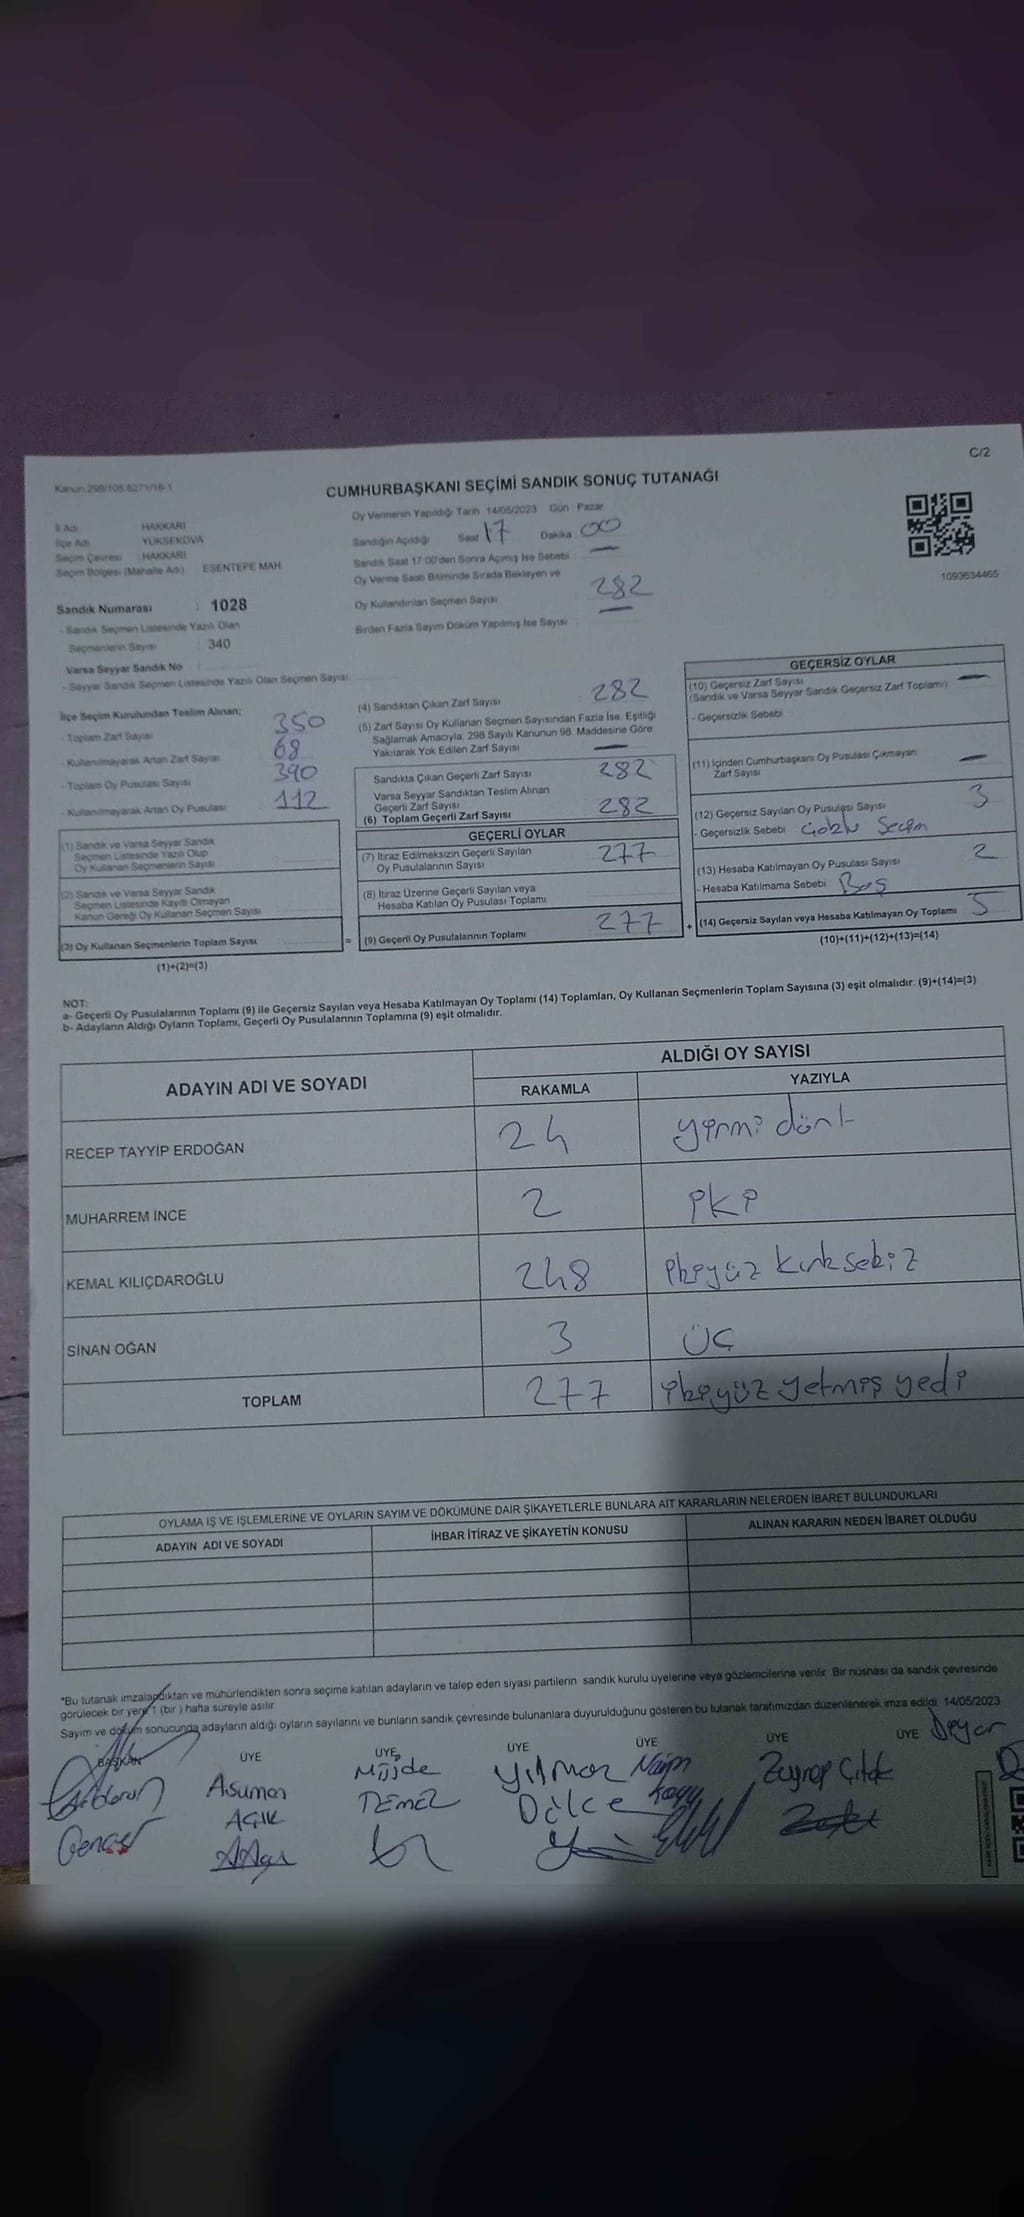 C/2
Kanun:298/105,6271/18-1
CUMHURBAŞKANI SEÇİMİ SANDIK SONUÇ TUTANAĞI
İl Adı HAKKARİ
İlçe Adı YÜKSEKOVA
Seçim Çevresi : HAKKARİ
Seçim Bölgesi (Mahalle Adı) ESENTEPE MAH
Oy Vermenin Yapıldığı Tarih 14/05/2023 Gün : Pazar
Sandığın Açıldığı Saat 17 Dakika 00
Sandık Saat 17:00'den Sonra Açılmış İse Sebebi —
Oy Verme Saati Bitiminde Sırada Bekleyen ve
Oy Kullandırılan Seçmen Sayısı 282
Birden Fazla Sayım Döküm Yapılmış İse Sayısı —
1093634465
Sandık Numarası : 1028
- Sandık Seçmen Listesinde Yazılı Olan
Seçmenlerin Sayısı : 340
Varsa Seyyar Sandık No :
- Seyyar Sandık Seçmen Listesinde Yazılı Olan Seçmen Sayısı
İlçe Seçim Kurulundan Teslim Alınan;
- Toplam Zarf Sayısı 350
- Kullanılmayarak Artan Zarf Sayısı 68
- Toplam Oy Pusulası Sayısı 390
- Kullanılmayarak Artan Oy Pusulası 112
(1) Sandık ve Varsa Seyyar Sandık
Seçmen Listesinde Yazılı Olup
Oy Kullanan Seçmenlerin Sayısı
(2) Sandık ve Varsa Seyyar Sandık
Seçmen Listesinde Kayıtlı Olmayan
Kanun Gereği Oy Kullanan Seçmen Sayısı
(3) Oy Kullanan Seçmenlerin Toplam Sayısı
(1)+(2)=(3)
(4) Sandıktan Çıkan Zarf Sayısı 282
(5) Zarf Sayısı Oy Kullanan Seçmen Sayısından Fazla İse, Eşitliği
Sağlamak Amacıyla; 298 Sayılı Kanunun 98. Maddesine Göre
Yakılarak Yok Edilen Zarf Sayısı —
Sandıkta Çıkan Geçerli Zarf Sayısı 282
Varsa Seyyar Sandıktan Teslim Alınan
Geçerli Zarf Sayısı
(6) Toplam Geçerli Zarf Sayısı 282
GEÇERLİ OYLAR
(7) İtiraz Edilmeksizin Geçerli Sayılan
Oy Pusulalarının Sayısı 277
(8) İtiraz Üzerine Geçerli Sayılan veya
Hesaba Katılan Oy Pusulası Toplamı
= (9) Geçerli Oy Pusulalarının Toplamı 277
GEÇERSİZ OYLAR
(10) Geçersiz Zarf Sayısı —
(Sandık ve Varsa Seyyar Sandık Geçersiz Zarf Toplamı)
- Geçersizlik Sebebi
(11) İçinden Cumhurbaşkanı Oy Pusulası Çıkmayan
Zarf Sayısı —
(12) Geçersiz Sayılan Oy Pusulası Sayısı 3
- Geçersizlik Sebebi Çoklu Seçim
(13) Hesaba Katılmayan Oy Pusulası Sayısı 2
- Hesaba Katılmama Sebebi Boş
+ (14) Geçersiz Sayılan veya Hesaba Katılmayan Oy Toplamı 5
(10)+(11)+(12)+(13)=(14)
NOT:
a- Geçerli Oy Pusulalarının Toplamı (9) ile Geçersiz Sayılan veya Hesaba Katılmayan Oy Toplamı (14) Toplamları, Oy Kullanan Seçmenlerin Toplam Sayısına (3) eşit olmalıdır. (9)+(14)=(3)
b- Adayların Aldığı Oyların Toplamı, Geçerli Oy Pusulalarının Toplamına (9) eşit olmalıdır.
ADAYIN ADI VE SOYADI
ALDIĞI OY SAYISI
RAKAMLA YAZIYLA
RECEP TAYYİP ERDOĞAN 24 yirmi dört
MUHARREM İNCE 2 iki
KEMAL KILIÇDAROĞLU 248 ikiyüz kırk sekiz
SİNAN OĞAN 3 üç
TOPLAM 277 ikiyüz yetmiş yedi
OYLAMA İŞ VE İŞLEMLERİNE VE OYLARIN SAYIM VE DÖKÜMÜNE DAİR ŞİKAYETLERLE BUNLARA AİT KARARLARIN NELERDEN İBARET BULUNDUKLARI
ADAYIN ADI VE SOYADI İHBAR İTİRAZ VE ŞİKAYETİN KONUSU ALINAN KARARIN NEDEN İBARET OLDUĞU
*Bu tutanak imzalandıktan ve mühürlendikten sonra seçime katılan adayların ve talep eden siyasi partilerin sandık kurulu üyelerine veya gözlemcilerine verilir. Bir nüshası da sandık çevresinde
görülecek bir yere 1 (bir ) hafta süreyle asılır.
Sayım ve döküm sonucunda adayların aldığı oyların sayılarını ve bunların sandık çevresinde bulunanlara duyurulduğunu gösteren bu tutanak tarafımızdan düzenlenerek imza edildi. 14/05/2023
BAŞKAN ÜYE ÜYE ÜYE ÜYE ÜYE ÜYE
Asuman Müjde Yılmaz Naim Zeynep Deyar
AÇIK TEMEL Dölce